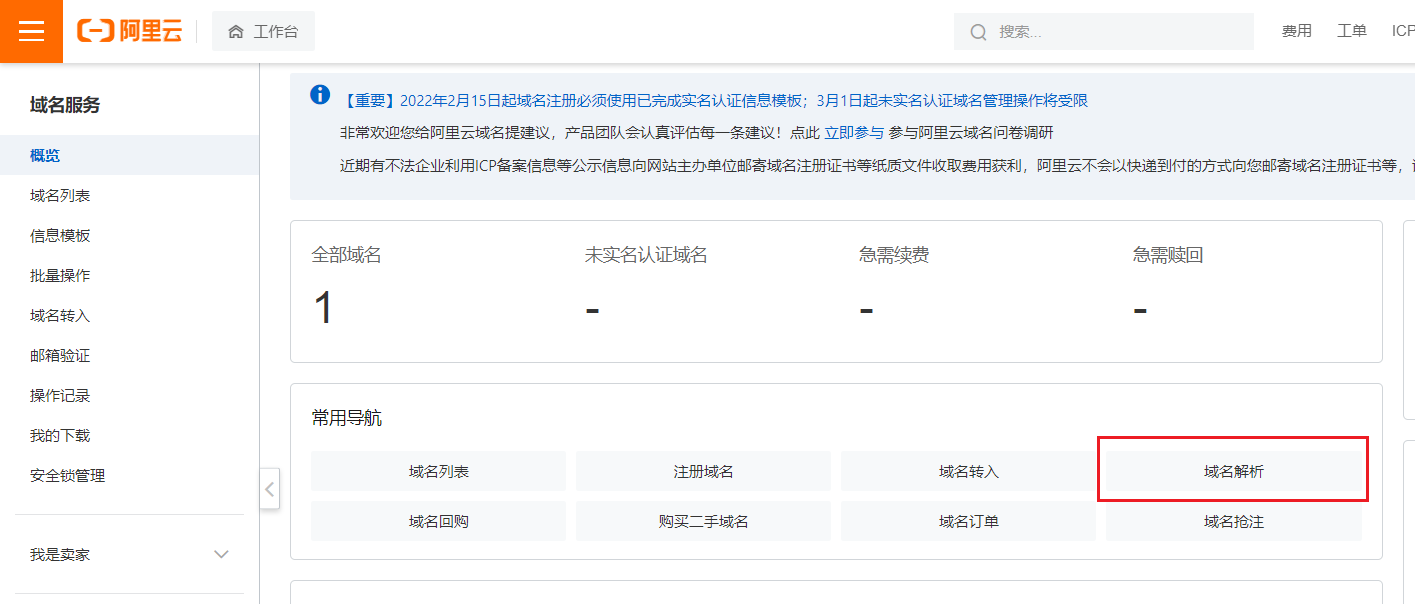 阿里云
工作台
搜索...
费用
工单
ICP
域名服务
概览
域名列表
信息模板
批量操作
域名转入
邮箱验证
操作记录
我的下载
安全锁管理
我是卖家
【重要】2022年2月15日起域名注册必须使用已完成实名认证信息模板；3月1日起未实名认证域名管理操作将受限
非常欢迎您给阿里云域名提建议，产品团队会认真评估每一条建议！点此 立即参与 参与阿里云域名问卷调研
近期有不法企业利用ICP备案信息等公示信息向网站主办单位邮寄域名注册证书等纸质文件收取费用获利，阿里云不会以快递到付的方式向您邮寄域名注册证书等，
全部域名
未实名认证域名
急需续费
急需赎回
1
-
-
-
常用导航
域名列表
注册域名
域名转入
域名解析
域名回购
购买二手域名
域名订单
域名抢注